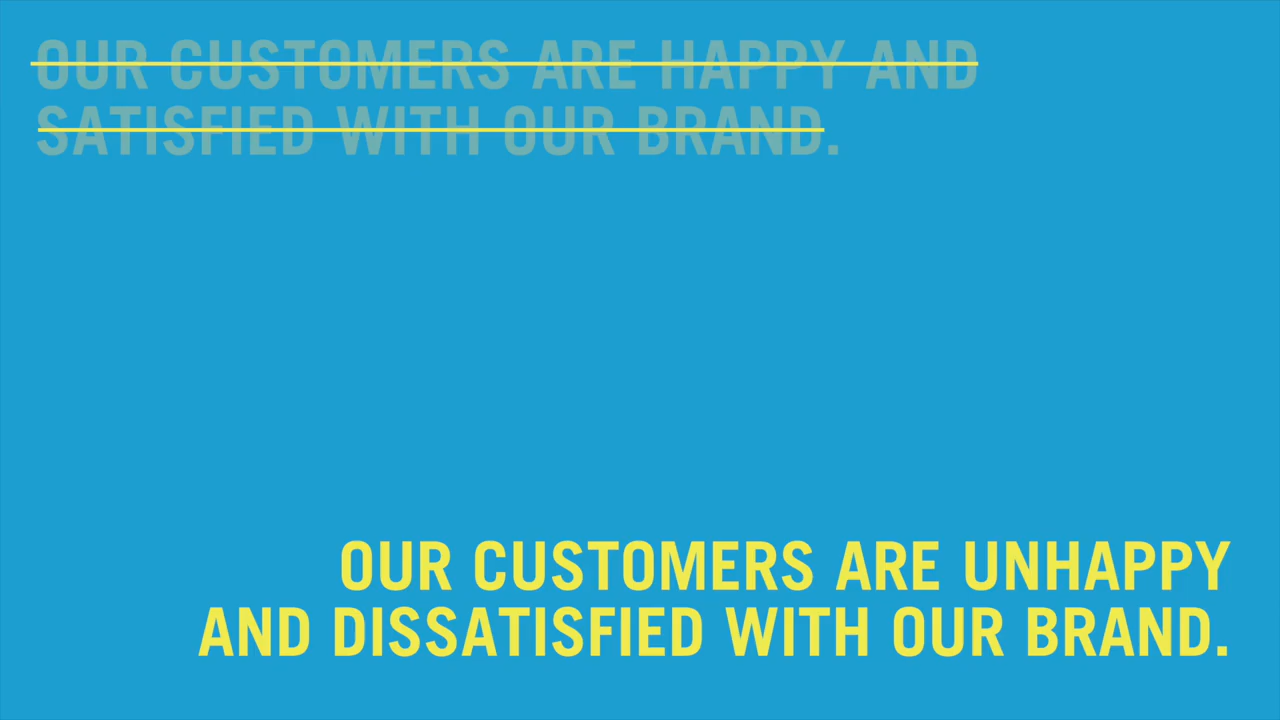 OUR CUSTOMERS ARE HAPPY AND
SATISFIED WITH OUR BRAND.
OUR CUSTOMERS ARE UNHAPPY
AND DISSATISFIED WITH OUR BRAND.